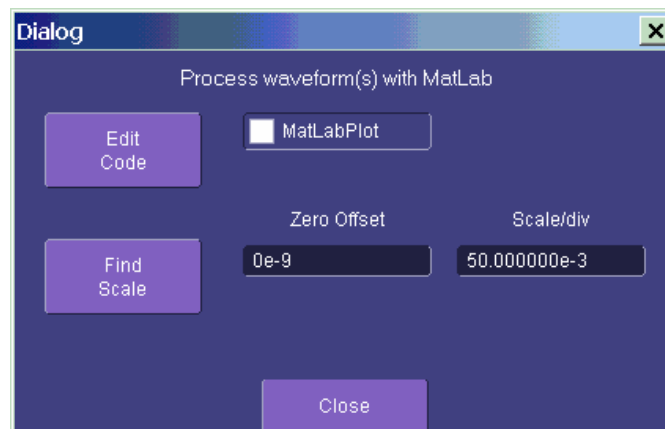 Dialog
Process waveform(s) with MatLab
Edit
Code
MatLabPlot
Zero Offset
Scale/div
Find
Scale
0e-9
50.000000e-3
Close